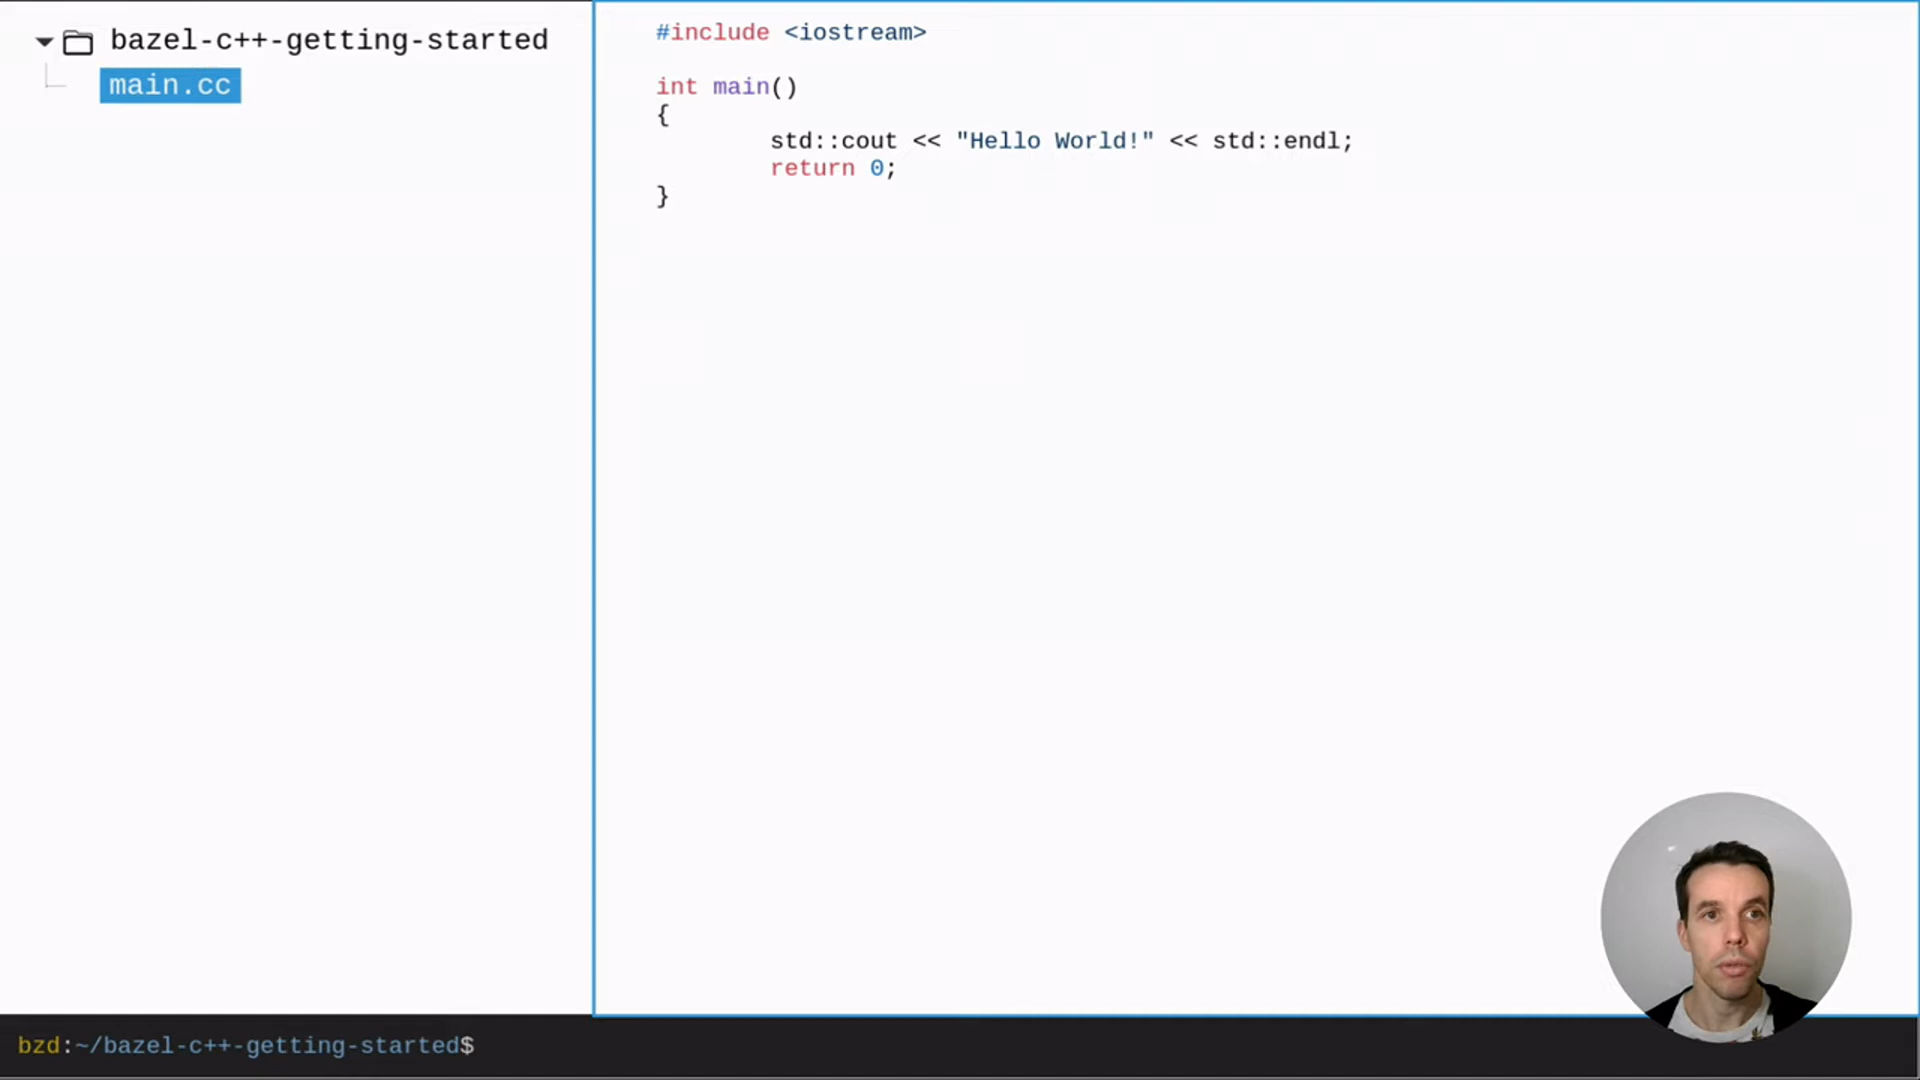 bazel-c++-getting-started
main.cc
#include <iostream>
int main()
{
std::cout << "Hello World!" << std::endl;
return 0;
}
bzd:~/bazel-c++-getting-started$